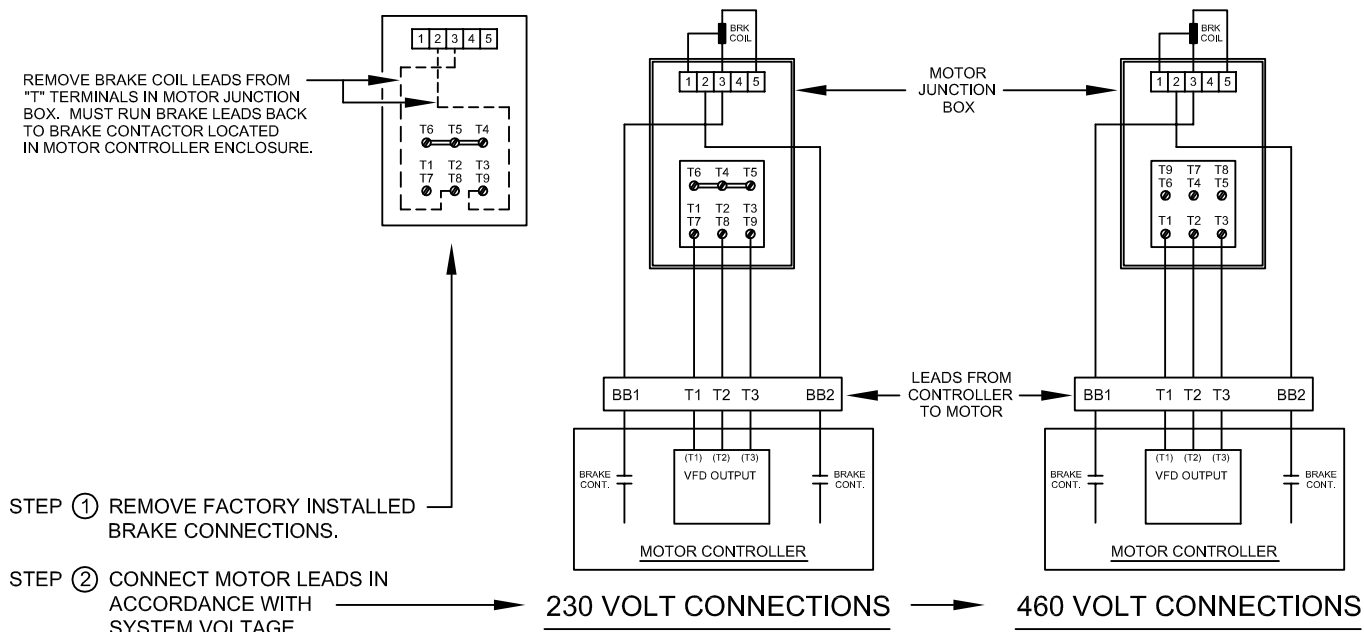 1 2 3 4 5
REMOVE BRAKE COIL LEADS FROM
"T" TERMINALS IN MOTOR JUNCTION
BOX. MUST RUN BRAKE LEADS BACK
TO BRAKE CONTACTOR LOCATED
IN MOTOR CONTROLLER ENCLOSURE.
T6 T5 T4
T1 T2 T3
T7 T8 T9
STEP 1 REMOVE FACTORY INSTALLED
BRAKE CONNECTIONS.
STEP 2 CONNECT MOTOR LEADS IN
ACCORDANCE WITH
SYSTEM VOLTAGE
BRK
COIL
1 2 3 4 5
T6 T4 T5
T1 T2 T3
T7 T8 T9
BB1 T1 T2 T3 BB2
(T1) (T2) (T3)
VFD OUTPUT
BRAKE
CONT.
BRAKE
CONT.
MOTOR CONTROLLER
230 VOLT CONNECTIONS
MOTOR
JUNCTION
BOX
LEADS FROM
CONTROLLER
TO MOTOR
BRK
COIL
1 2 3 4 5
T9 T7 T8
T6 T4 T5
T1 T2 T3
BB1 T1 T2 T3 BB2
(T1) (T2) (T3)
VFD OUTPUT
BRAKE
CONT.
BRAKE
CONT.
MOTOR CONTROLLER
460 VOLT CONNECTIONS